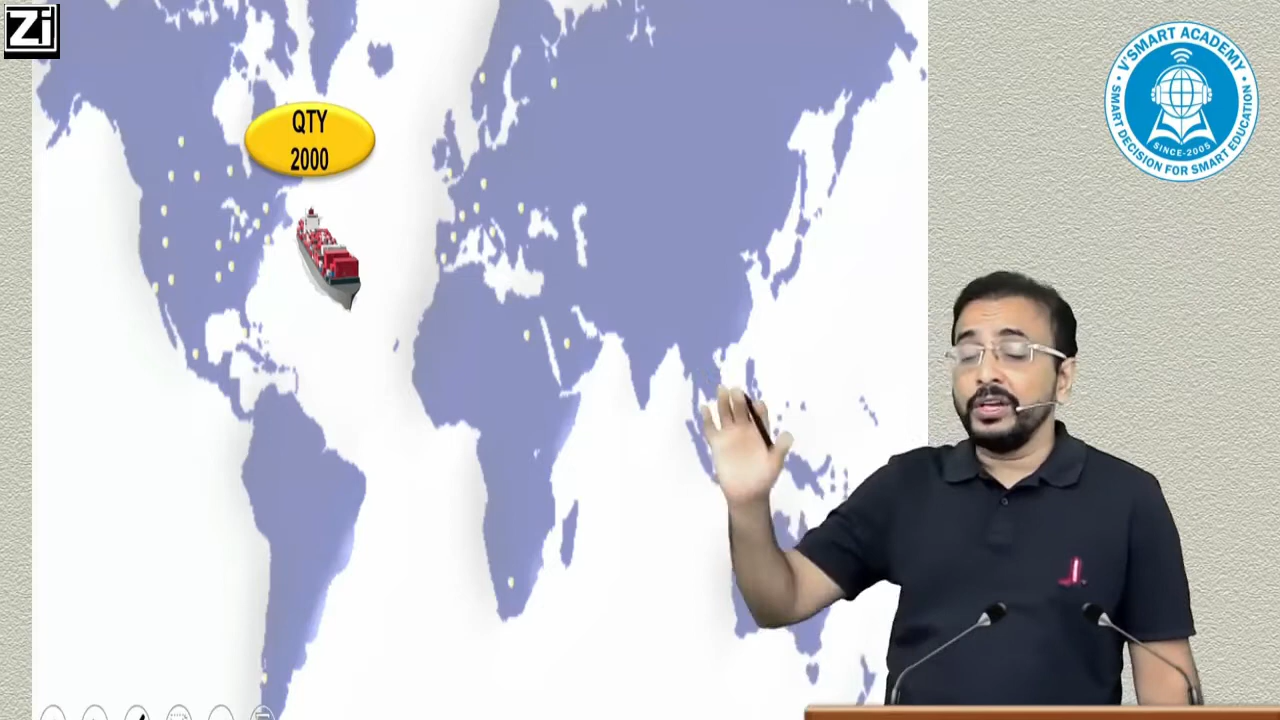 Zi
QTY
2000
V'SMART ACADEMY
SINCE-2005
SMART DECISION FOR SMART EDUCATION